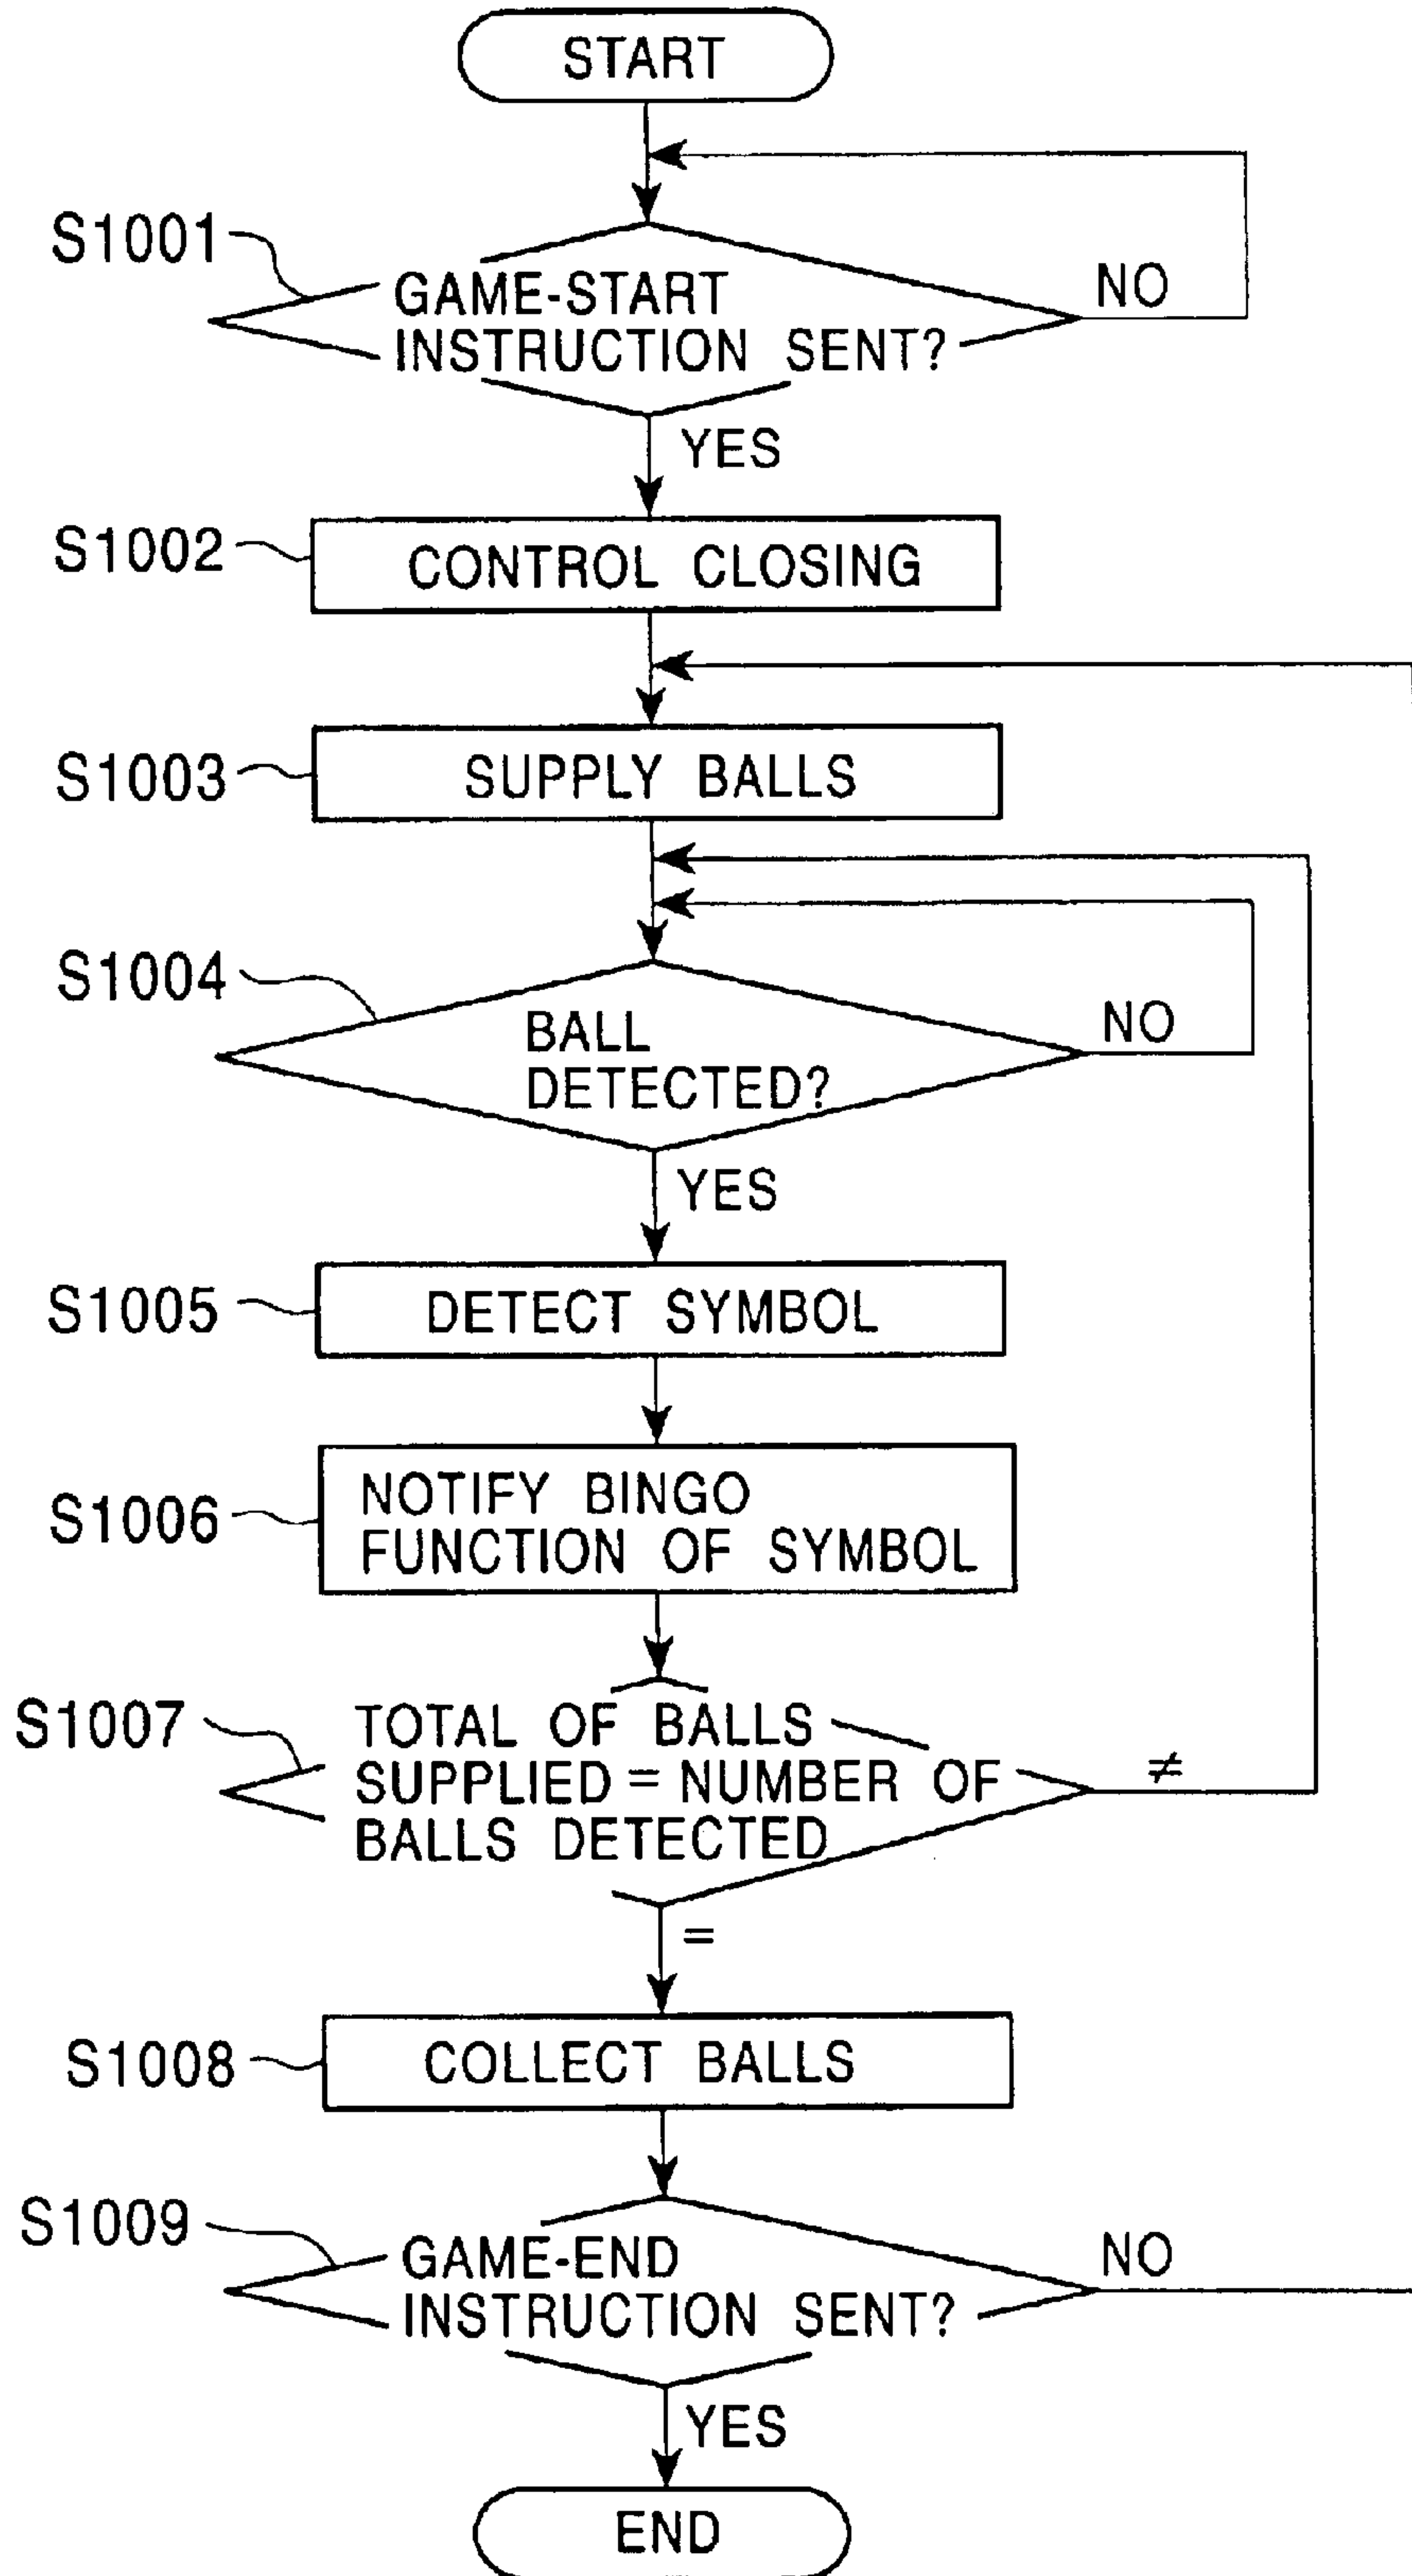 START
S1001
GAME-START
INSTRUCTION SENT?
NO
YES
S1002
CONTROL CLOSING
S1003
SUPPLY BALLS
S1004
BALL
DETECTED?
NO
YES
S1005
DETECT SYMBOL
S1006
NOTIFY BINGO
FUNCTION OF SYMBOL
S1007
TOTAL OF BALLS
SUPPLIED = NUMBER OF
BALLS DETECTED
≠
=
S1008
COLLECT BALLS
S1009
GAME-END
INSTRUCTION SENT?
NO
YES
END